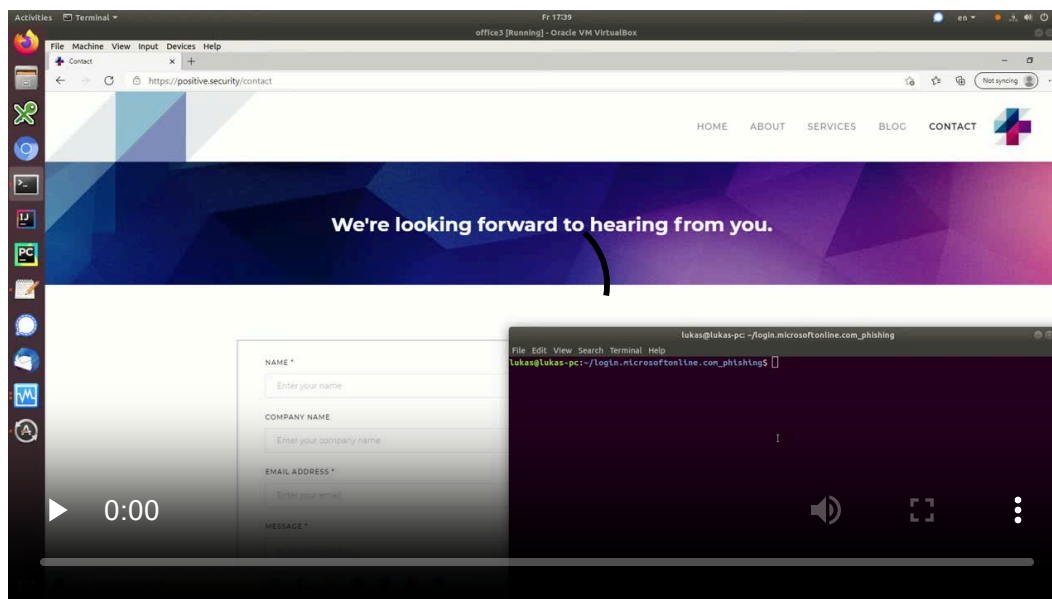 Activities Terminal Fr 17:39 en
office3 [Running] - Oracle VM VirtualBox
File Machine View Input Devices Help
Contact
https://positive.security/contact Not syncing
HOME ABOUT SERVICES BLOG CONTACT
We're looking forward to hearing from you.
lukas@lukas-pc: ~/login.microsoftonline.com_phishing
File Edit View Search Terminal Help
lukas@lukas-pc:~/login.microsoftonline.com_phishing$
NAME *
Enter your name
COMPANY NAME
Enter your company name
EMAIL ADDRESS *
Enter your email
MESSAGE *
0:00